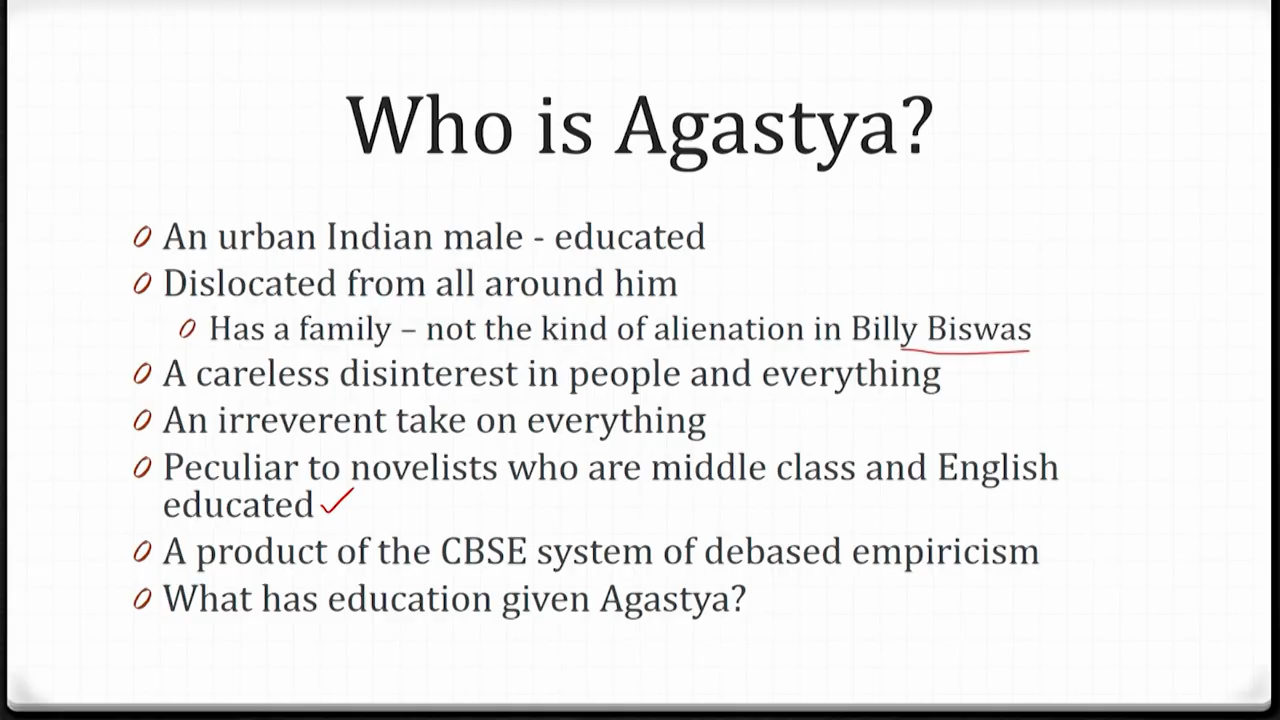 Who is Agastya?
An urban Indian male - educated
Dislocated from all around him
Has a family – not the kind of alienation in Billy Biswas
A careless disinterest in people and everything
An irreverent take on everything
Peculiar to novelists who are middle class and English
educated
A product of the CBSE system of debased empiricism
What has education given Agastya?